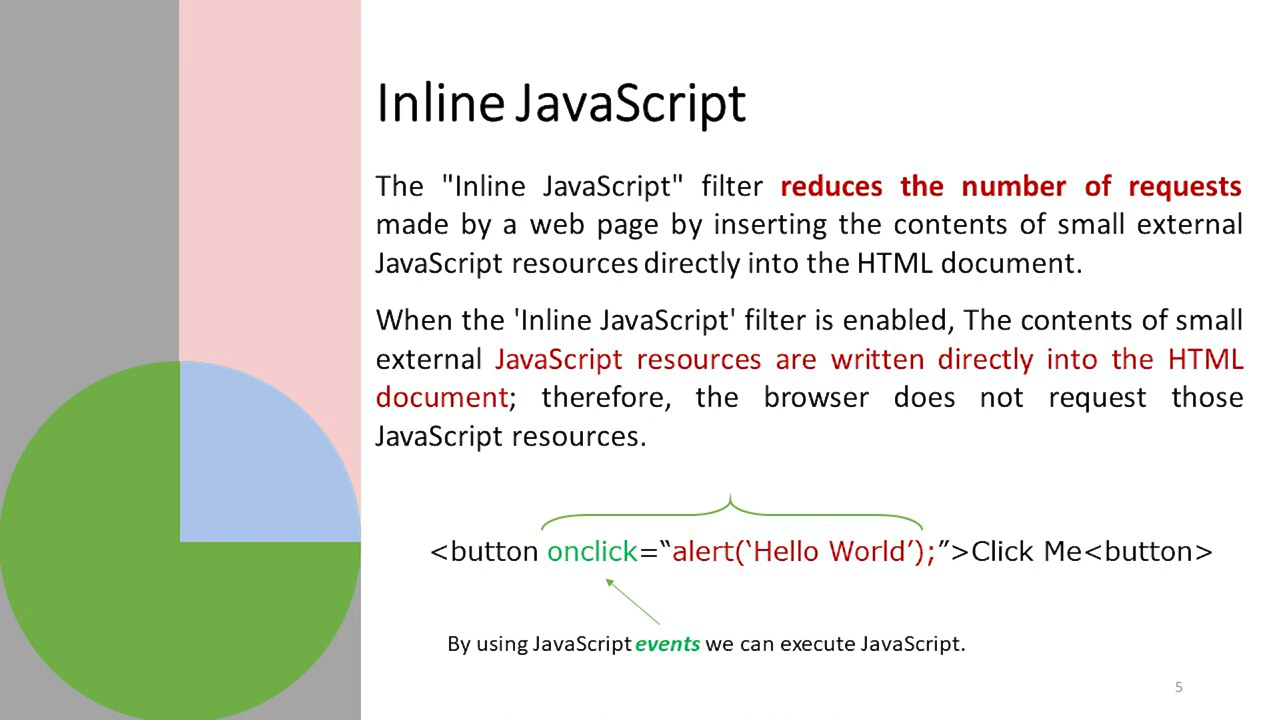 Inline JavaScript
The "Inline JavaScript" filter reduces the number of requests
made by a web page by inserting the contents of small external
JavaScript resources directly into the HTML document.
When the 'Inline JavaScript' filter is enabled, The contents of small
external JavaScript resources are written directly into the HTML
document; therefore, the browser does not request those
JavaScript resources.
<button onclick=“alert(‘Hello World’);”>Click Me<button>
By using JavaScript events we can execute JavaScript.
5